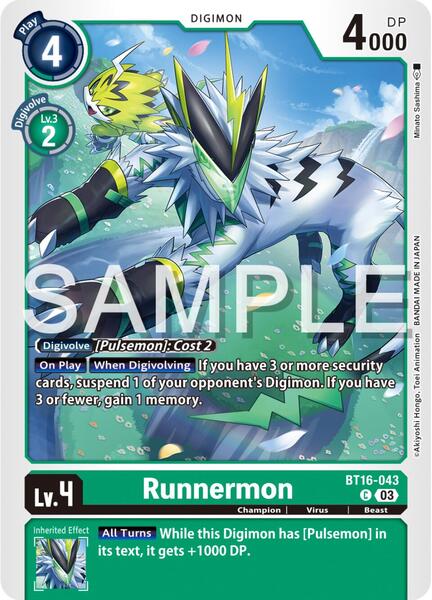 Play
4
DIGIMON
DP
4000
Digivolve
Lv.3
2
Minato Sashima
©Akiyoshi Hongo, Toei Animation BANDAI MADE IN JAPAN
SAMPLE
Digivolve [Pulsemon]: Cost 2
On Play When Digivolving If you have 3 or more security
cards, suspend 1 of your opponent's Digimon. If you have
3 or fewer, gain 1 memory.
Lv.4
Runnermon
BT16-043
C 03
Champion | Virus | Beast
Inherited Effect
All Turns While this Digimon has [Pulsemon] in
its text, it gets +1000 DP.